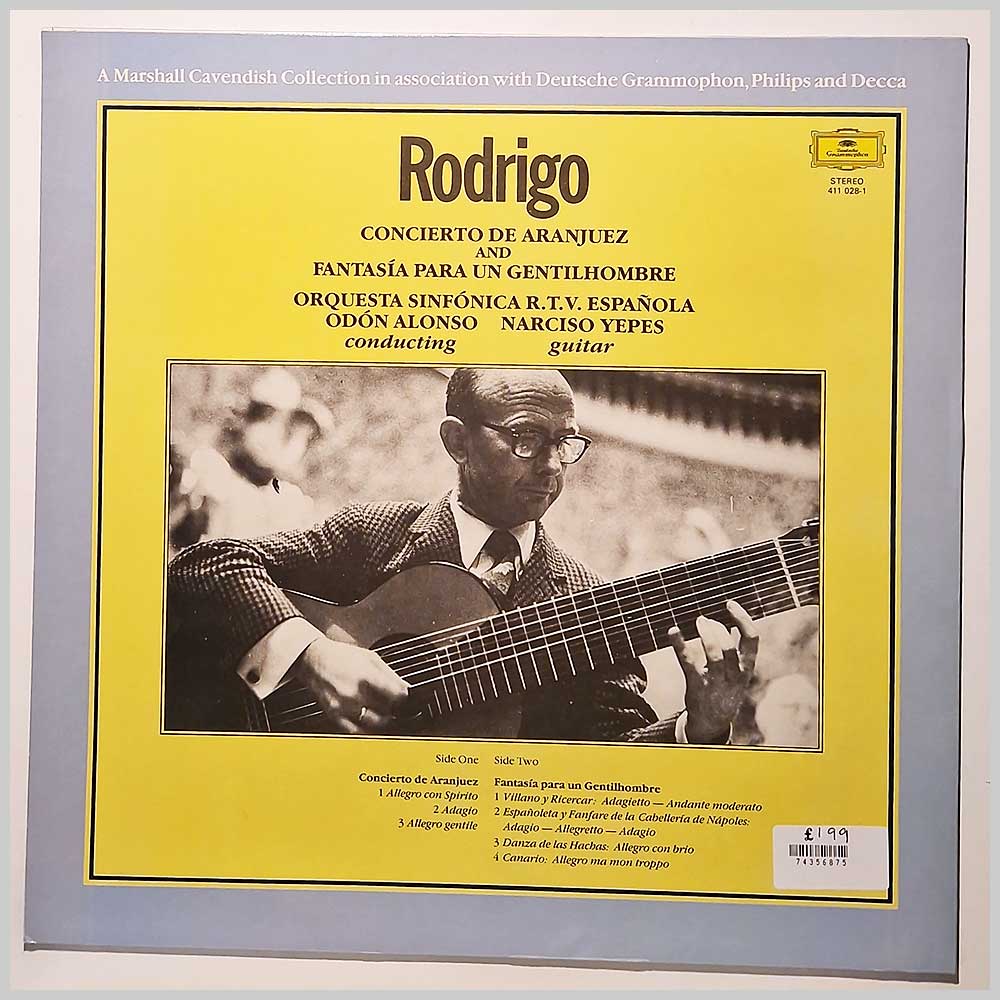 A Marshall Cavendish Collection in association with Deutsche Grammophon, Philips and Decca
Deutsche
Grammophon
STEREO
411 028-1
Rodrigo
CONCIERTO DE ARANJUEZ
AND
FANTASÍA PARA UN GENTILHOMBRE
ORQUESTA SINFÓNICA R.T.V. ESPAÑOLA
ODÓN ALONSO NARCISO YEPES
conducting guitar
Side One
Concierto de Aranjuez
1 Allegro con Spirito
2 Adagio
3 Allegro gentile
Side Two
Fantasía para un Gentilhombre
1 Villano y Ricercar: Adagietto — Andante moderato
2 Españoleta y Fanfare de la Cabellería de Nápoles:
Adagio — Allegretto — Adagio
3 Danza de las Hachas: Allegro con brio
4 Canario: Allegro ma mon troppo
£1 99
74356875